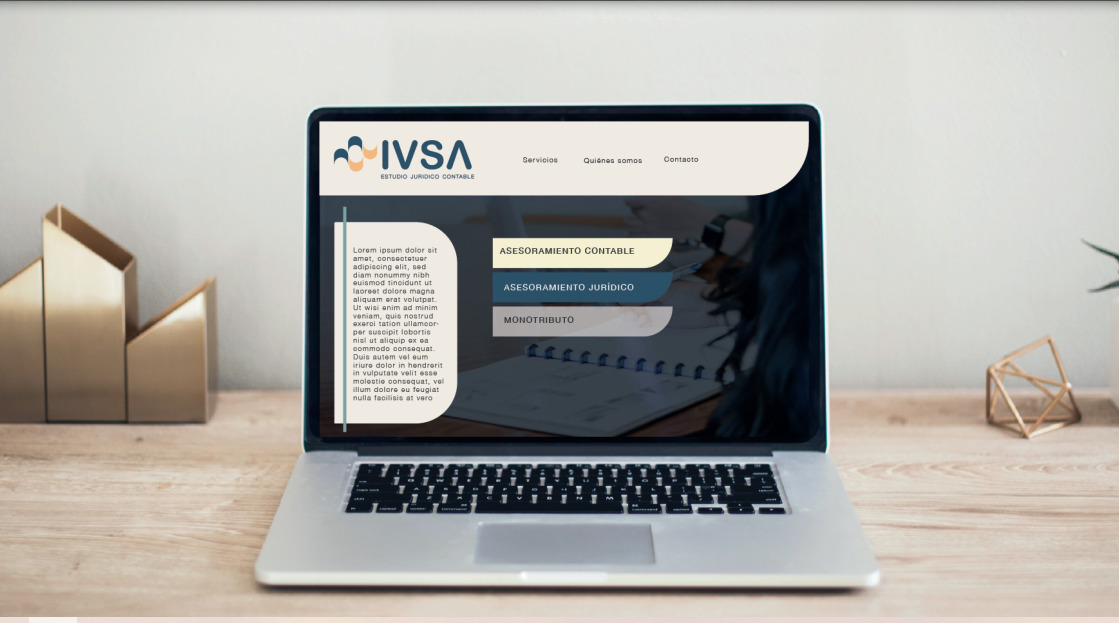 IVSA
ESTUDIO JURIDICO CONTABLE
Servicios
Quiénes somos
Contacto
Lorem ipsum dolor sit
amet, consectetuer
adipiscing elit, sed
diam nonummy nibh
euismod tincidunt ut
laoreet dolore magna
aliquam erat volutpat.
Ut wisi enim ad minim
veniam, quis nostrud
exerci tation ullamcor-
per suscipit lobortis
nisl ut aliquip ex ea
commodo consequat.
Duis autem vel eum
iriure dolor in hendrerit
in vulputate velit esse
molestie consequat, vel
illum dolore eu feugiat
nulla facilisis at vero
ASESORAMIENTO CONTABLE
ASESORAMIENTO JURÍDICO
MONOTRIBUTO